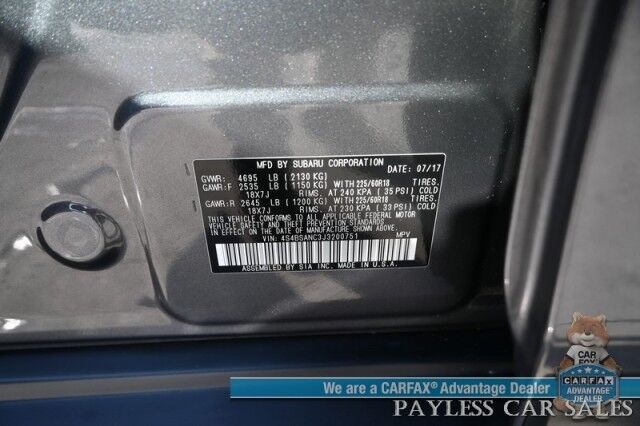 MFD BY SUBARU CORPORATION DATE: 07/17
GVWR: 4695 LB (2130 KG)
GAWR:F 2535 LB (1150 KG) WITH 225/60R18
18X7J RIMS, AT 240 KPA (35 PSI) COLD
GAWR:R 2645 LB (1200 KG) WITH 225/60R18
18X7J RIMS, AT 230 KPA (33 PSI) COLD
THIS VEHICLE CONFORMS TO ALL APPLICABLE FEDERAL MOTOR
VEHICLE SAFETY, BUMPER, AND THEFT PREVENTION STANDARDS
IN EFFECT ON THE DATE OF MANUFACTURE SHOWN ABOVE.
VIN: 4S4BSANC3J3200751 MPV
ASSEMBLED BY SIA INC. MADE IN U.S.A.
CAR
FOX
We are a CARFAX® Advantage Dealer
CARFAX
ADVANTAGE
DEALER
PAYLESS CAR SALES